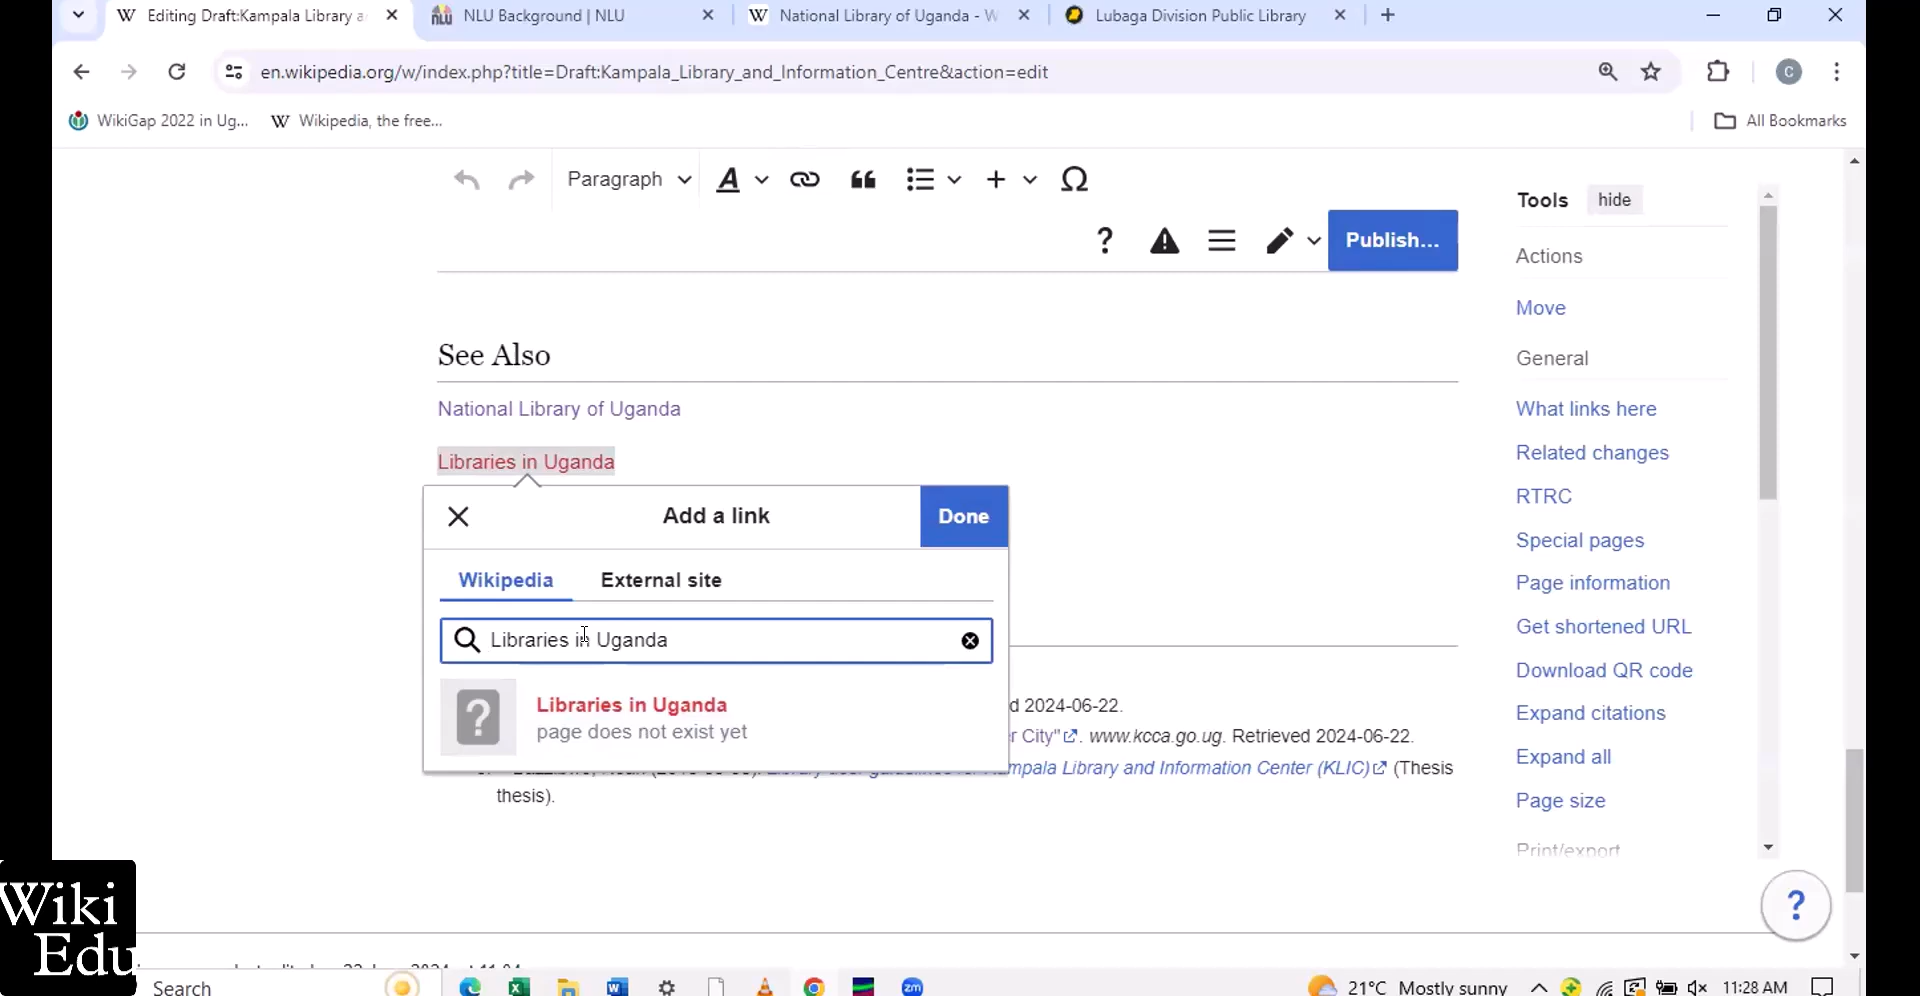 Editing Draft:Kampala Library a
NLU Background | NLU
National Library of Uganda - W
Lubaga Division Public Library
en.wikipedia.org/w/index.php?title=Draft:Kampala_Library_and_Information_Centre&action=edit
C
WikiGap 2022 in Ug...
Wikipedia, the free...
All Bookmarks
Paragraph
Publish...
Tools
hide
Actions
Move
General
What links here
Related changes
RTRC
Special pages
Page information
Get shortened URL
Download QR code
Expand citations
Expand all
Page size
Print/export
See Also
National Library of Uganda
Libraries in Uganda
Add a link
Done
Wikipedia
External site
Libraries in Uganda
Libraries in Uganda
page does not exist yet
d 2024-06-22.
r City". www.kcca.go.ug. Retrieved 2024-06-22.
mpala Library and Information Center (KLIC) (Thesis
thesis).
Wiki
Edu
Search
21°C Mostly sunny
11:28 AM